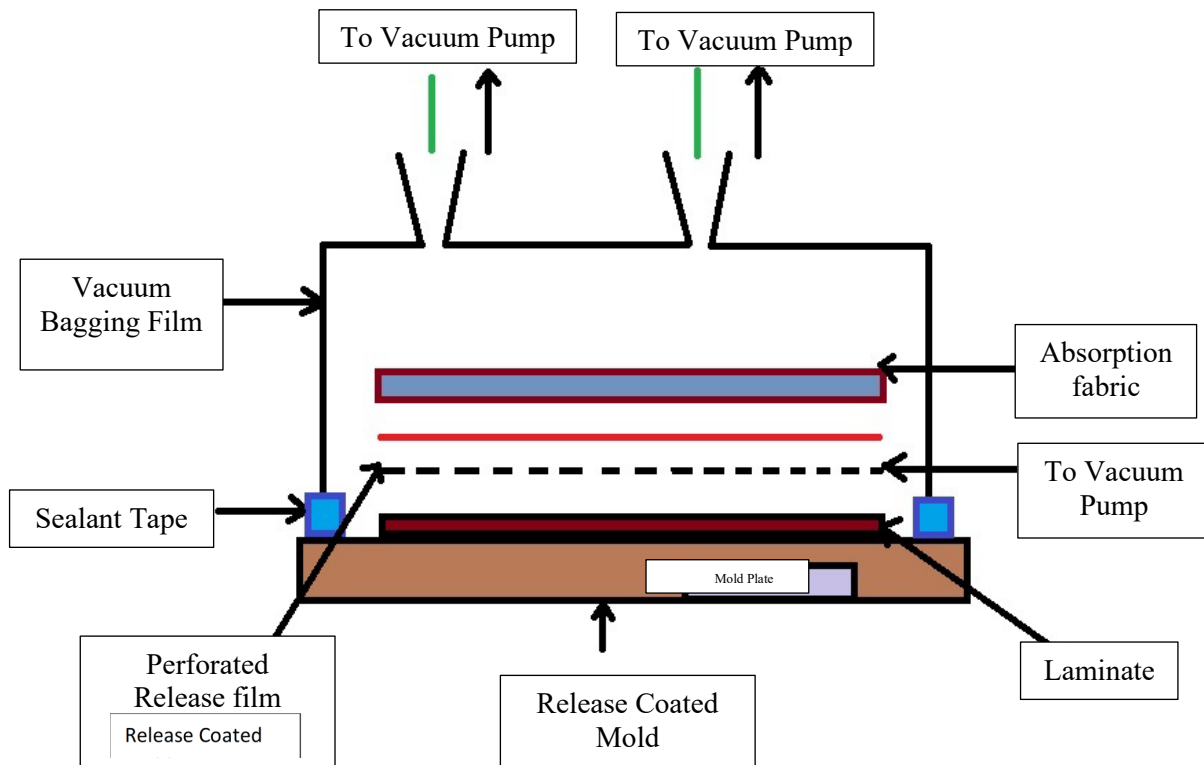 To Vacuum Pump
To Vacuum Pump
Vacuum
Bagging Film
Absorption
fabric
To Vacuum
Pump
Sealant Tape
Mold Plate
Perforated
Release film
Release Coated
Release Coated
Mold
Laminate